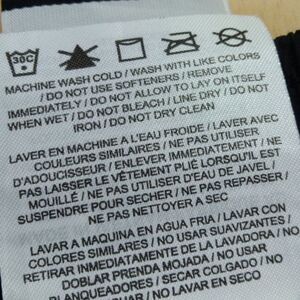 30C
MACHINE WASH COLD / WASH WITH LIKE COLORS
/ DO NOT USE SOFTENERS / REMOVE
IMMEDIATELY / DO NOT ALLOW TO LAY ON ITSELF
WHEN WET / DO NOT BLEACH / LINE DRY / DO NOT
IRON / DO NOT DRY CLEAN
LAVER EN MACHINE A L'EAU FROIDE / LAVER AVEC
COULEURS SIMILAIRES / NE PAS UTILISER
D'ADOUCISSEUR / ENLEVER IMMEDIATEMENT / NE
PAS LAISSER LE VÊTEMENT PLIÉ LORSQU'IL EST
MOUILLÉ / NE PAS UTILISER D'EAU DE JAVEL /
SUSPENDRE POUR SÉCHER / NE PAS REPASSER /
NE PAS NETTOYER A SEC
LAVAR A MAQUINA EN AGUA FRIA / LAVAR CON
COLORES SIMILARES / NO USAR SUAVIZANTES /
RETIRAR INMEDIATAMENTE DE LA LAVADORA / NO
DOBLAR PRENDA MOJADA / NO USAR
BLANQUEADORES / SECAR COLGADO / NO
EN SECO